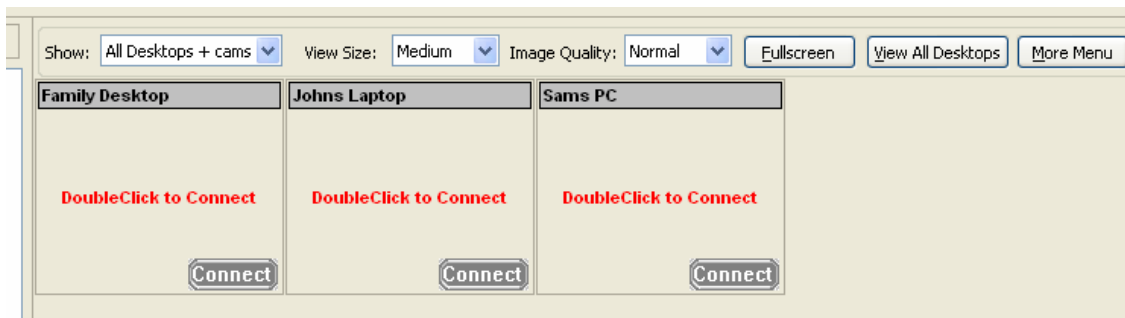 Show: All Desktops + cams View Size: Medium Image Quality: Normal Fullscreen View All Desktops More Menu
Family Desktop Johns Laptop Sams PC
DoubleClick to Connect DoubleClick to Connect DoubleClick to Connect
Connect Connect Connect